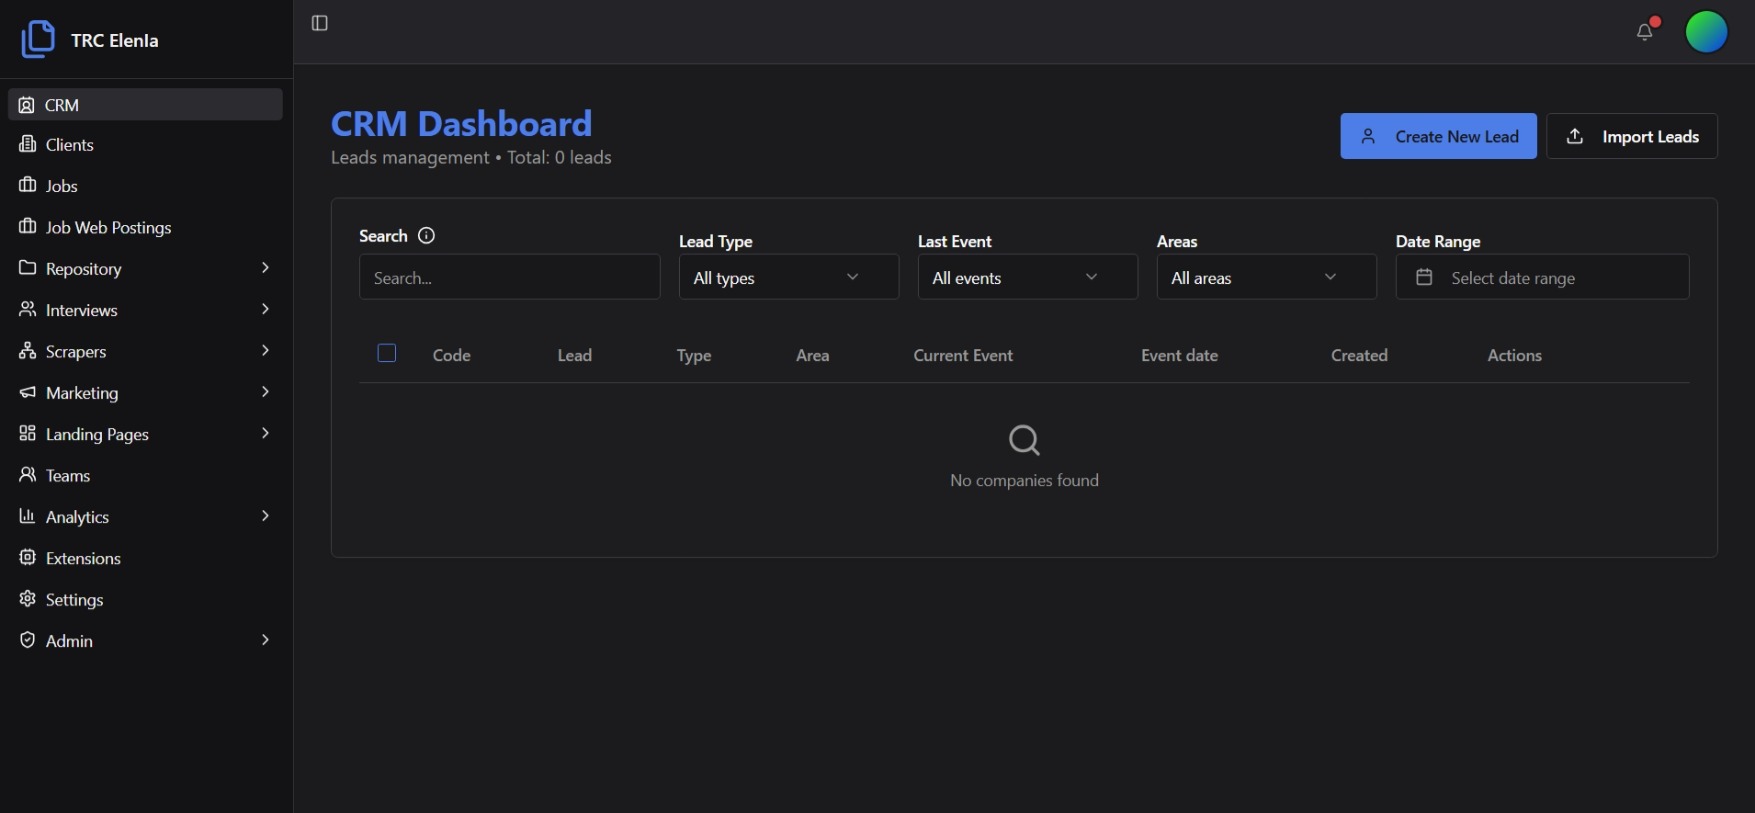 TRC Elenla
CRM
Clients
Jobs
Job Web Postings
Repository
Interviews
Scrapers
Marketing
Landing Pages
Teams
Analytics
Extensions
Settings
Admin
CRM Dashboard
Leads management • Total: 0 leads
Create New Lead
Import Leads
Search
Lead Type
Last Event
Areas
Date Range
Search...
All types
All events
All areas
Select date range
Code Lead Type Area Current Event Event date Created Actions
No companies found